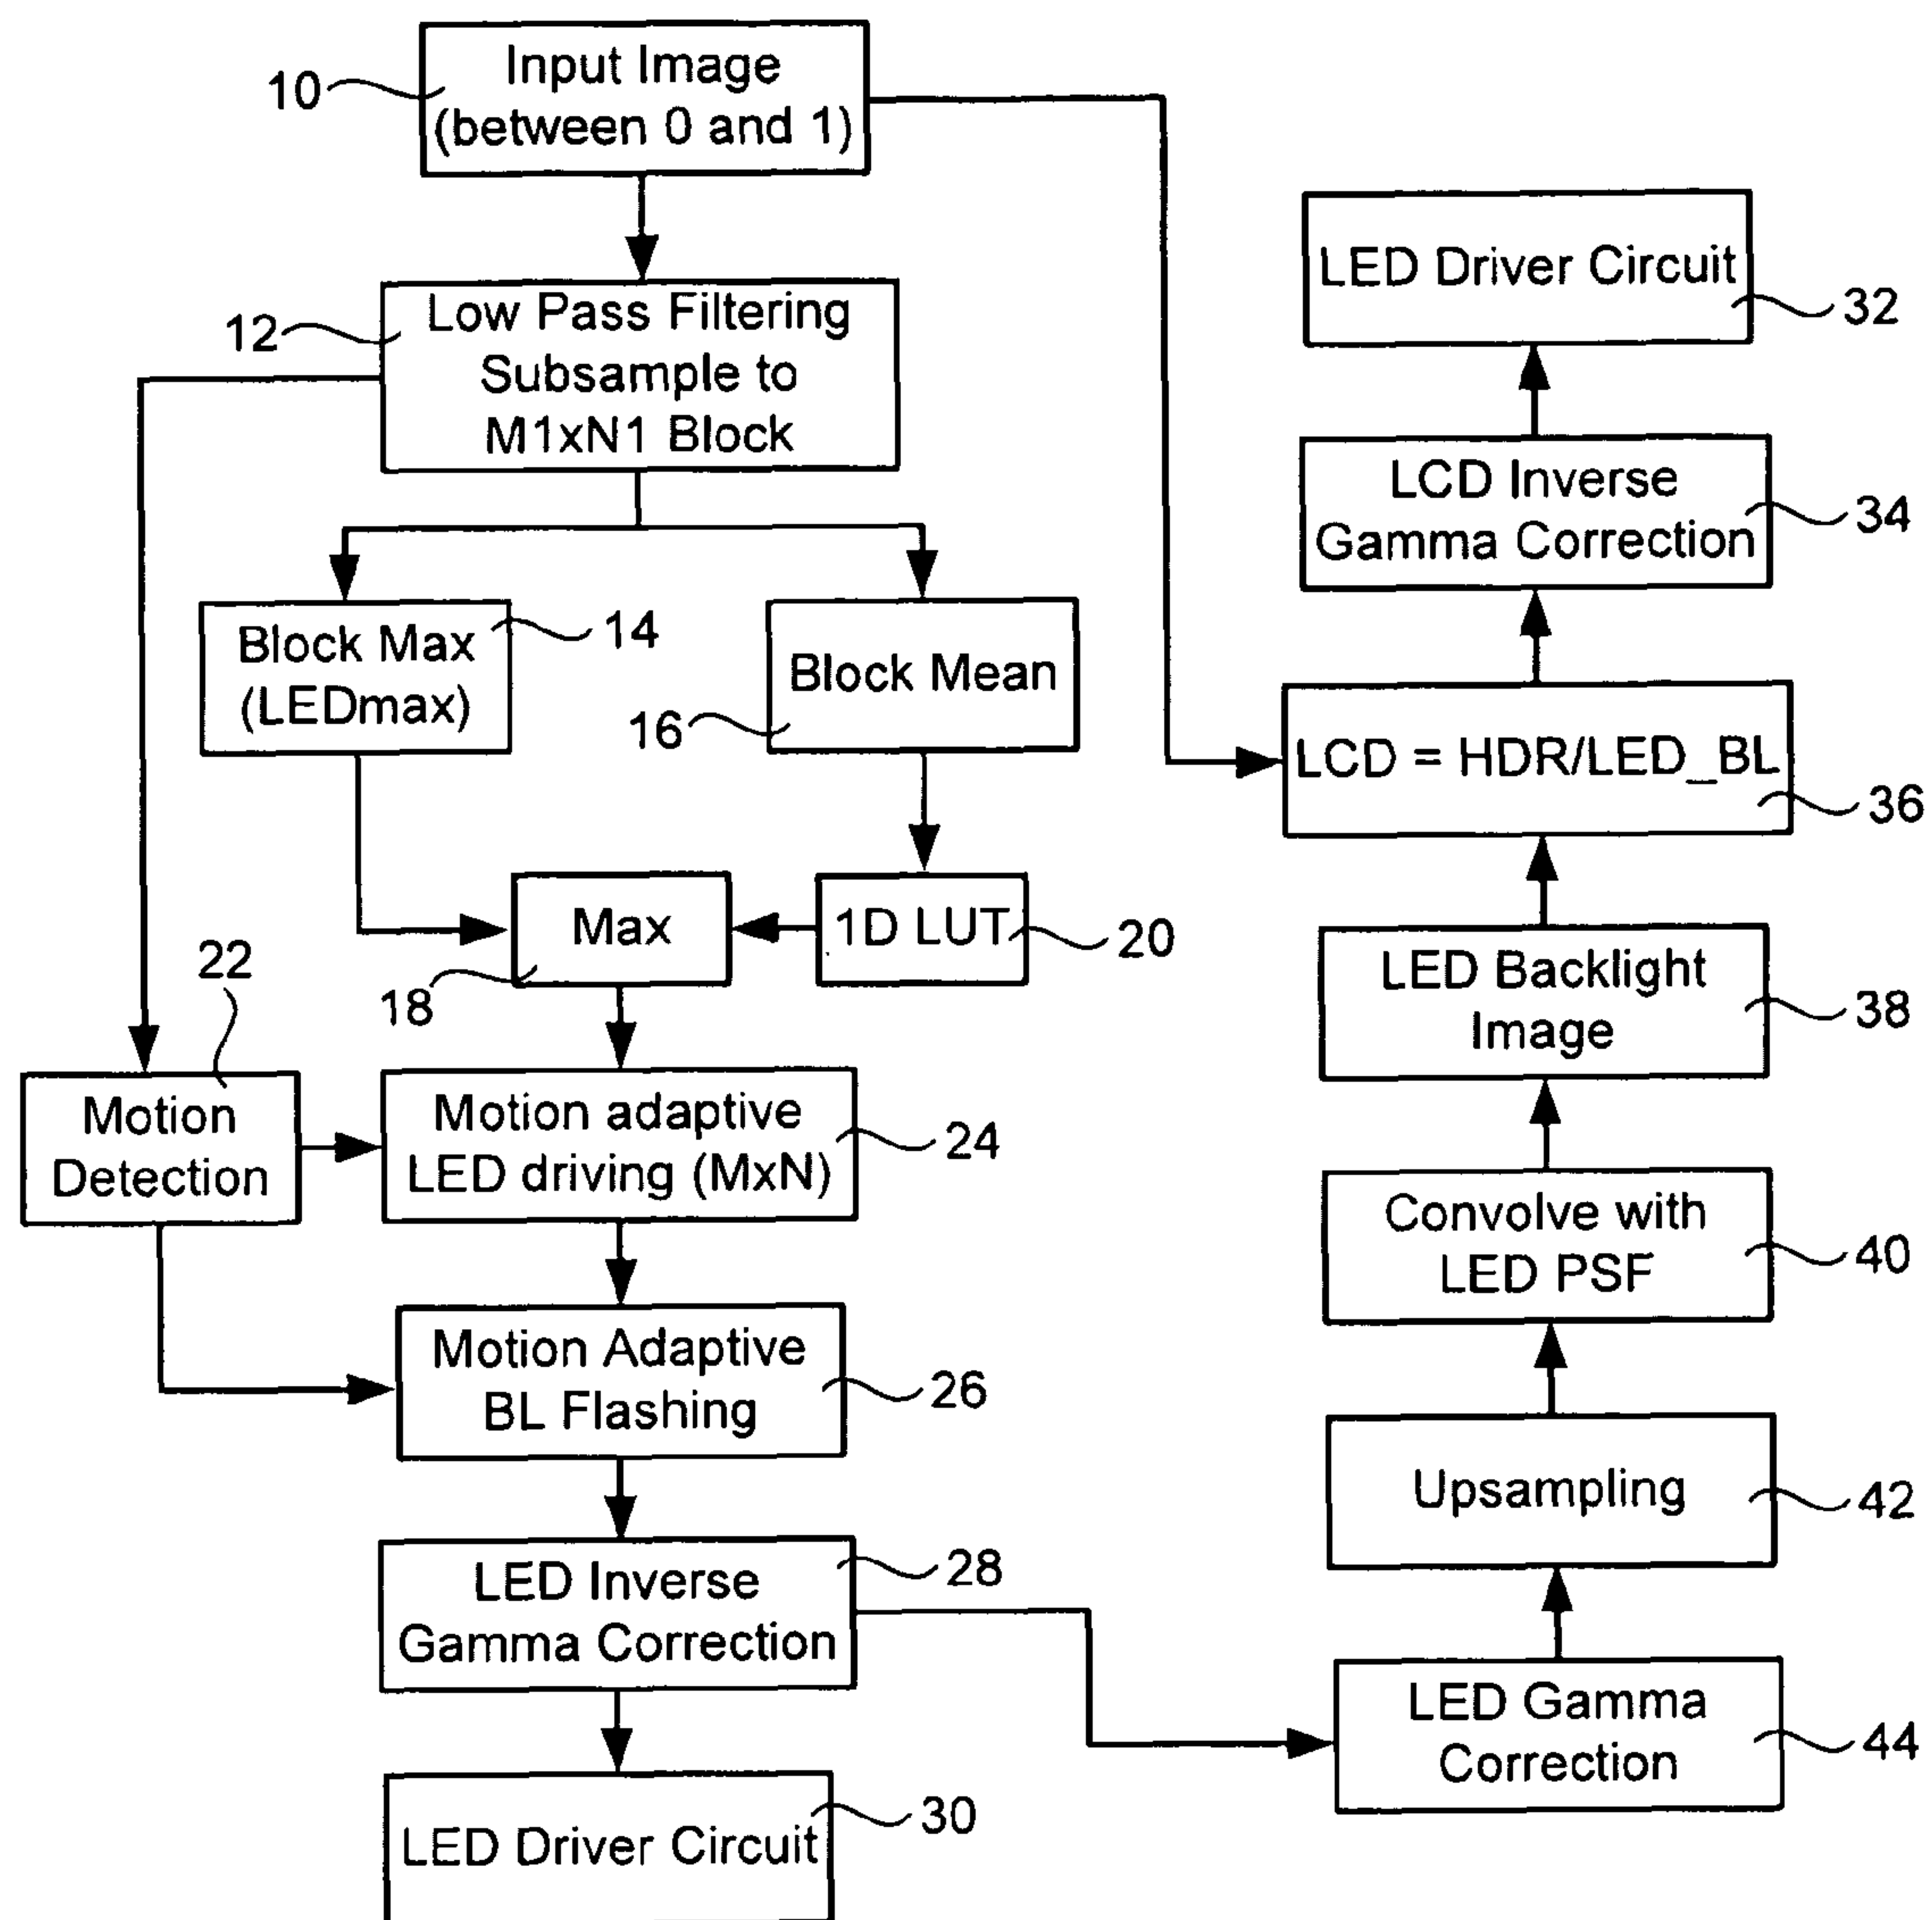 Input Image
(between 0 and 1)
10
Low Pass Filtering
Subsample to
M1xN1 Block
12
Block Max
(LEDmax)
14
Block Mean
16
Max
18
1D LUT
20
22
Motion
Detection
Motion adaptive
LED driving (MxN)
24
Motion Adaptive
BL Flashing
26
LED Inverse
Gamma Correction
28
LED Driver Circuit
30
LED Driver Circuit
32
LCD Inverse
Gamma Correction
34
LCD = HDR/LED_BL
36
LED Backlight
Image
38
Convolve with
LED PSF
40
Upsampling
42
LED Gamma
Correction
44